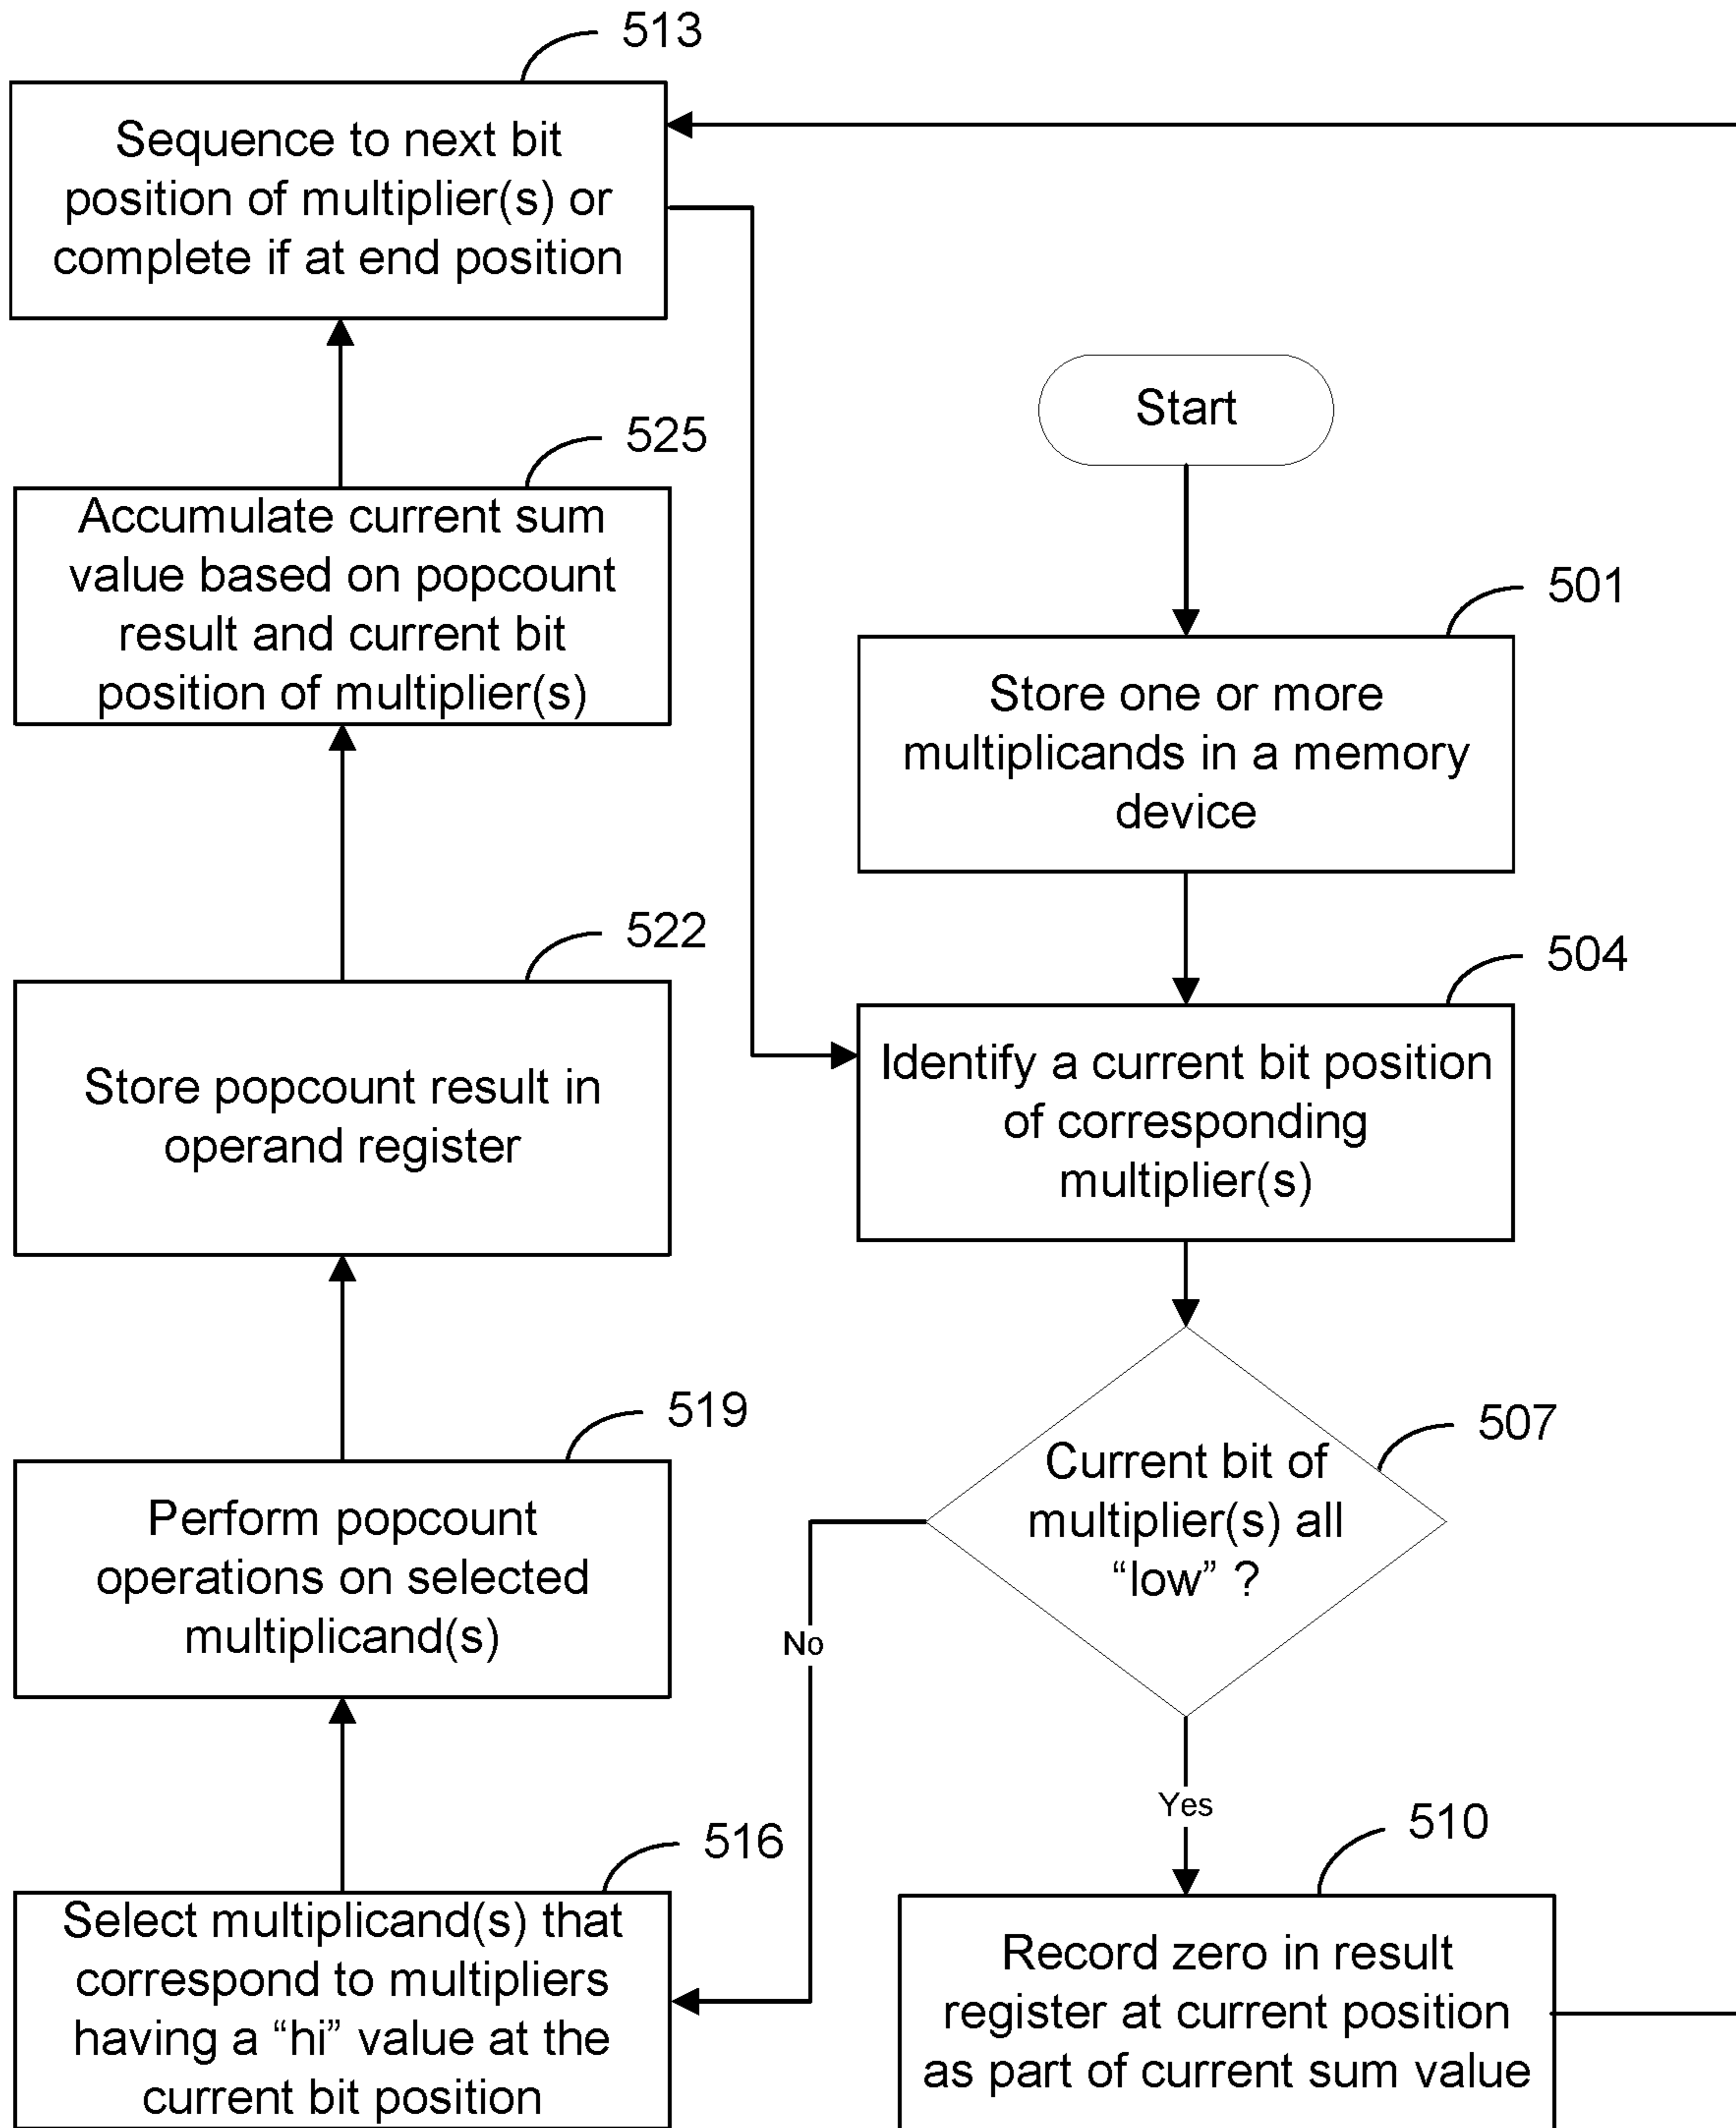 513
Sequence to next bit
position of multiplier(s) or
complete if at end position
Start
525
Accumulate current sum
value based on popcount
result and current bit
position of multiplier(s)
501
Store one or more
multiplicands in a memory
device
522
Store popcount result in
operand register
504
Identify a current bit position
of corresponding
multiplier(s)
519
Perform popcount
operations on selected
multiplicand(s)
507
Current bit of
multiplier(s) all
“low” ?
No
Yes
516
Select multiplicand(s) that
correspond to multipliers
having a “hi” value at the
current bit position
510
Record zero in result
register at current position
as part of current sum value